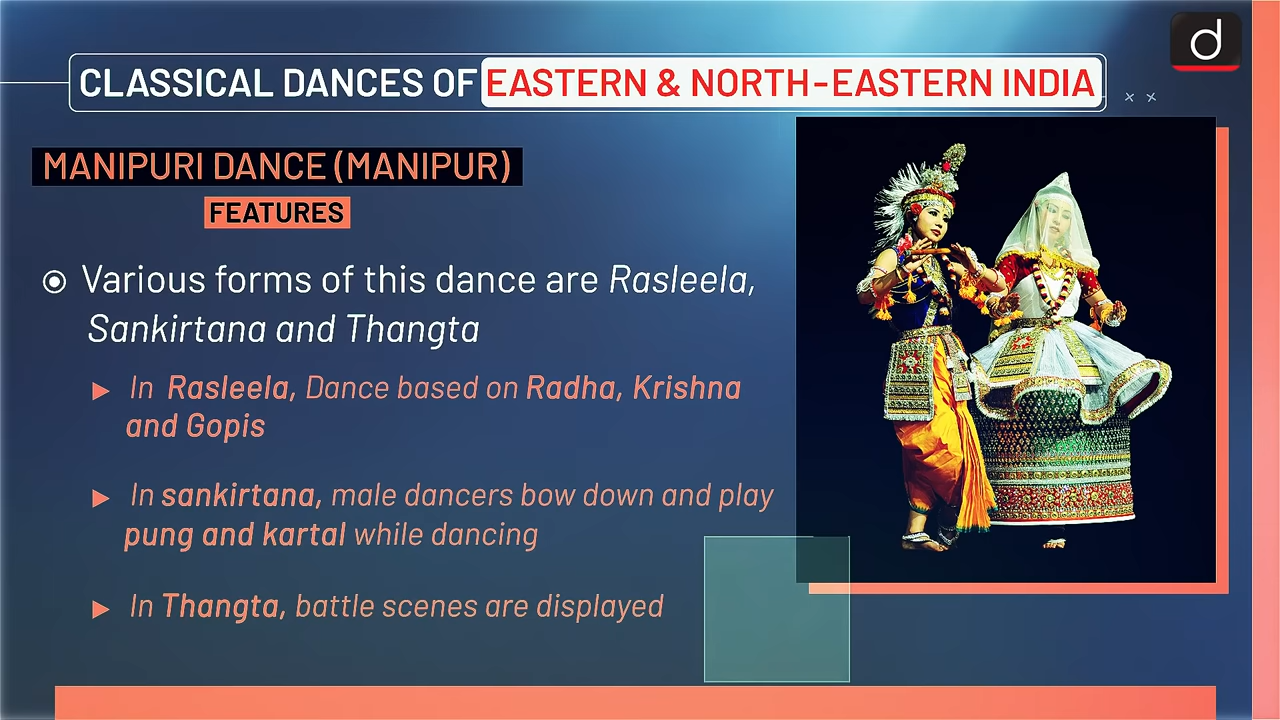 d
CLASSICAL DANCES OF EASTERN & NORTH-EASTERN INDIA
MANIPURI DANCE (MANIPUR)
FEATURES
Various forms of this dance are Rasleela,
Sankirtana and Thangta
In Rasleela, Dance based on Radha, Krishna
and Gopis
In sankirtana, male dancers bow down and play
pung and kartal while dancing
In Thangta, battle scenes are displayed